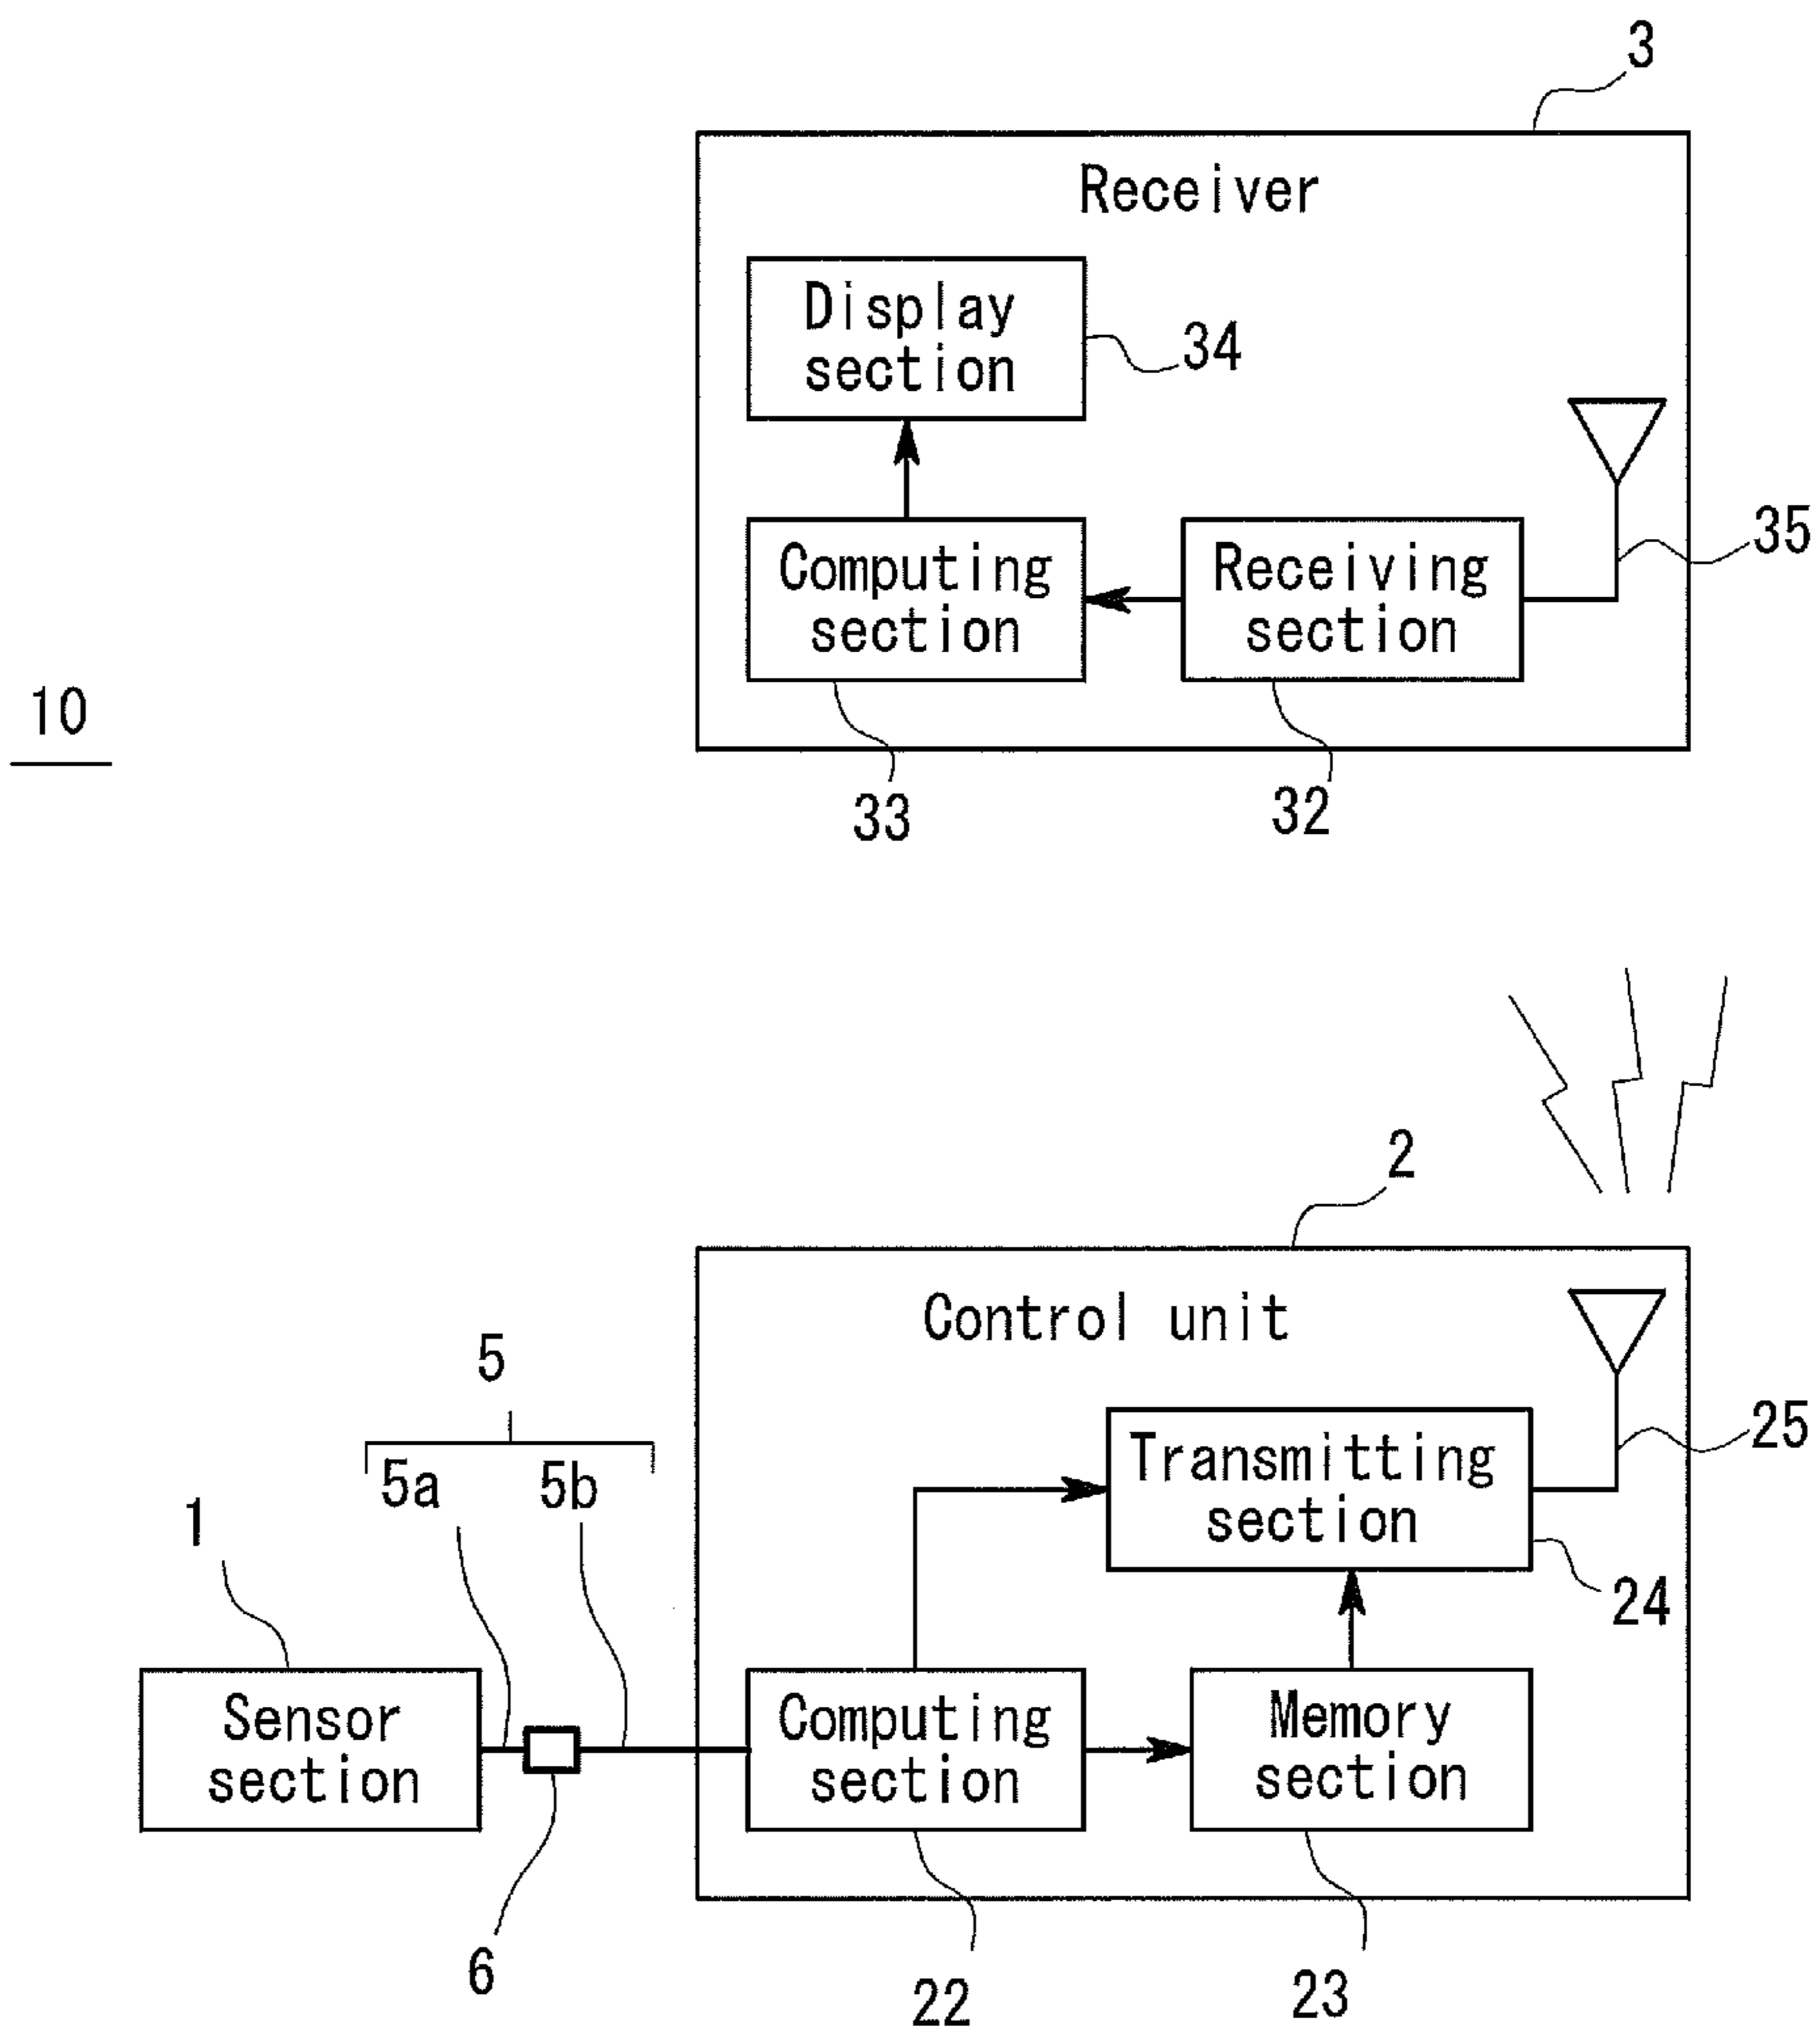 3
Receiver
Display
section
34
35
Computing
section
Receiving
section
10
33
32
2
Control unit
5
5a
5b
25
Transmitting
section
1
24
Sensor
section
Computing
section
Memory
section
6
22
23